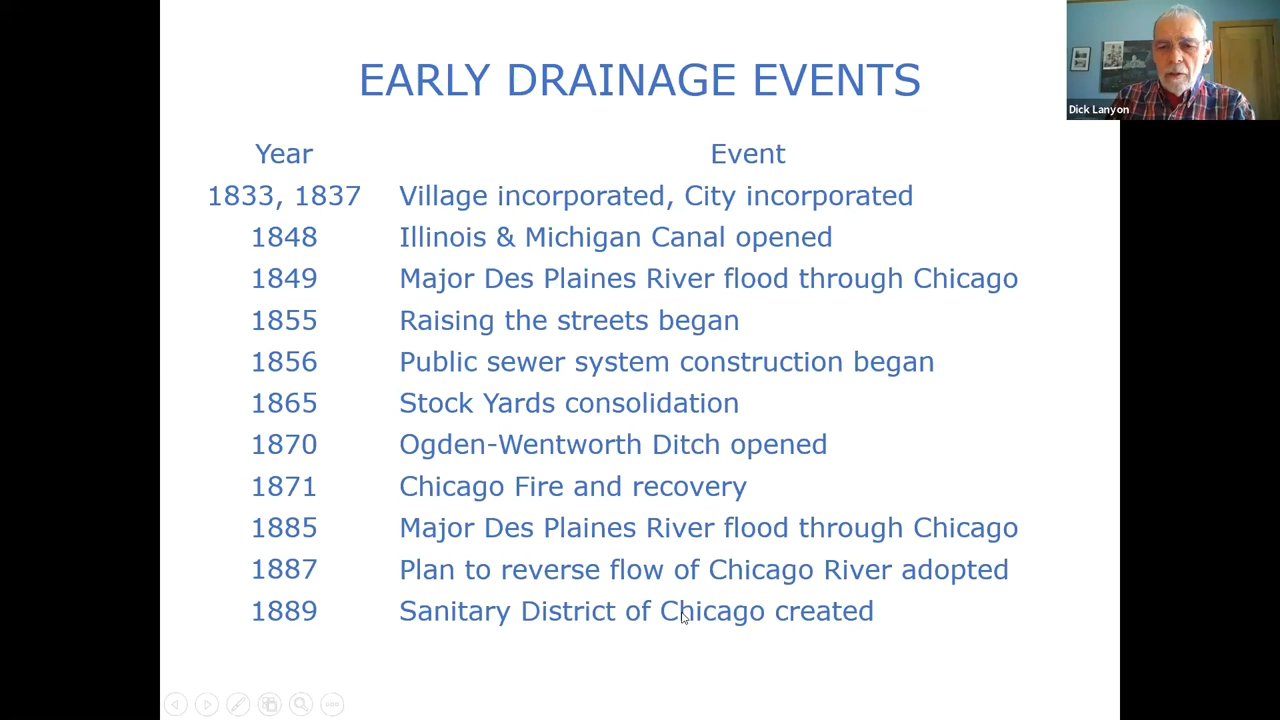 EARLY DRAINAGE EVENTS
Dick Lanyon
Year Event
1833, 1837 Village incorporated, City incorporated
1848 Illinois & Michigan Canal opened
1849 Major Des Plaines River flood through Chicago
1855 Raising the streets began
1856 Public sewer system construction began
1865 Stock Yards consolidation
1870 Ogden-Wentworth Ditch opened
1871 Chicago Fire and recovery
1885 Major Des Plaines River flood through Chicago
1887 Plan to reverse flow of Chicago River adopted
1889 Sanitary District of Chicago created